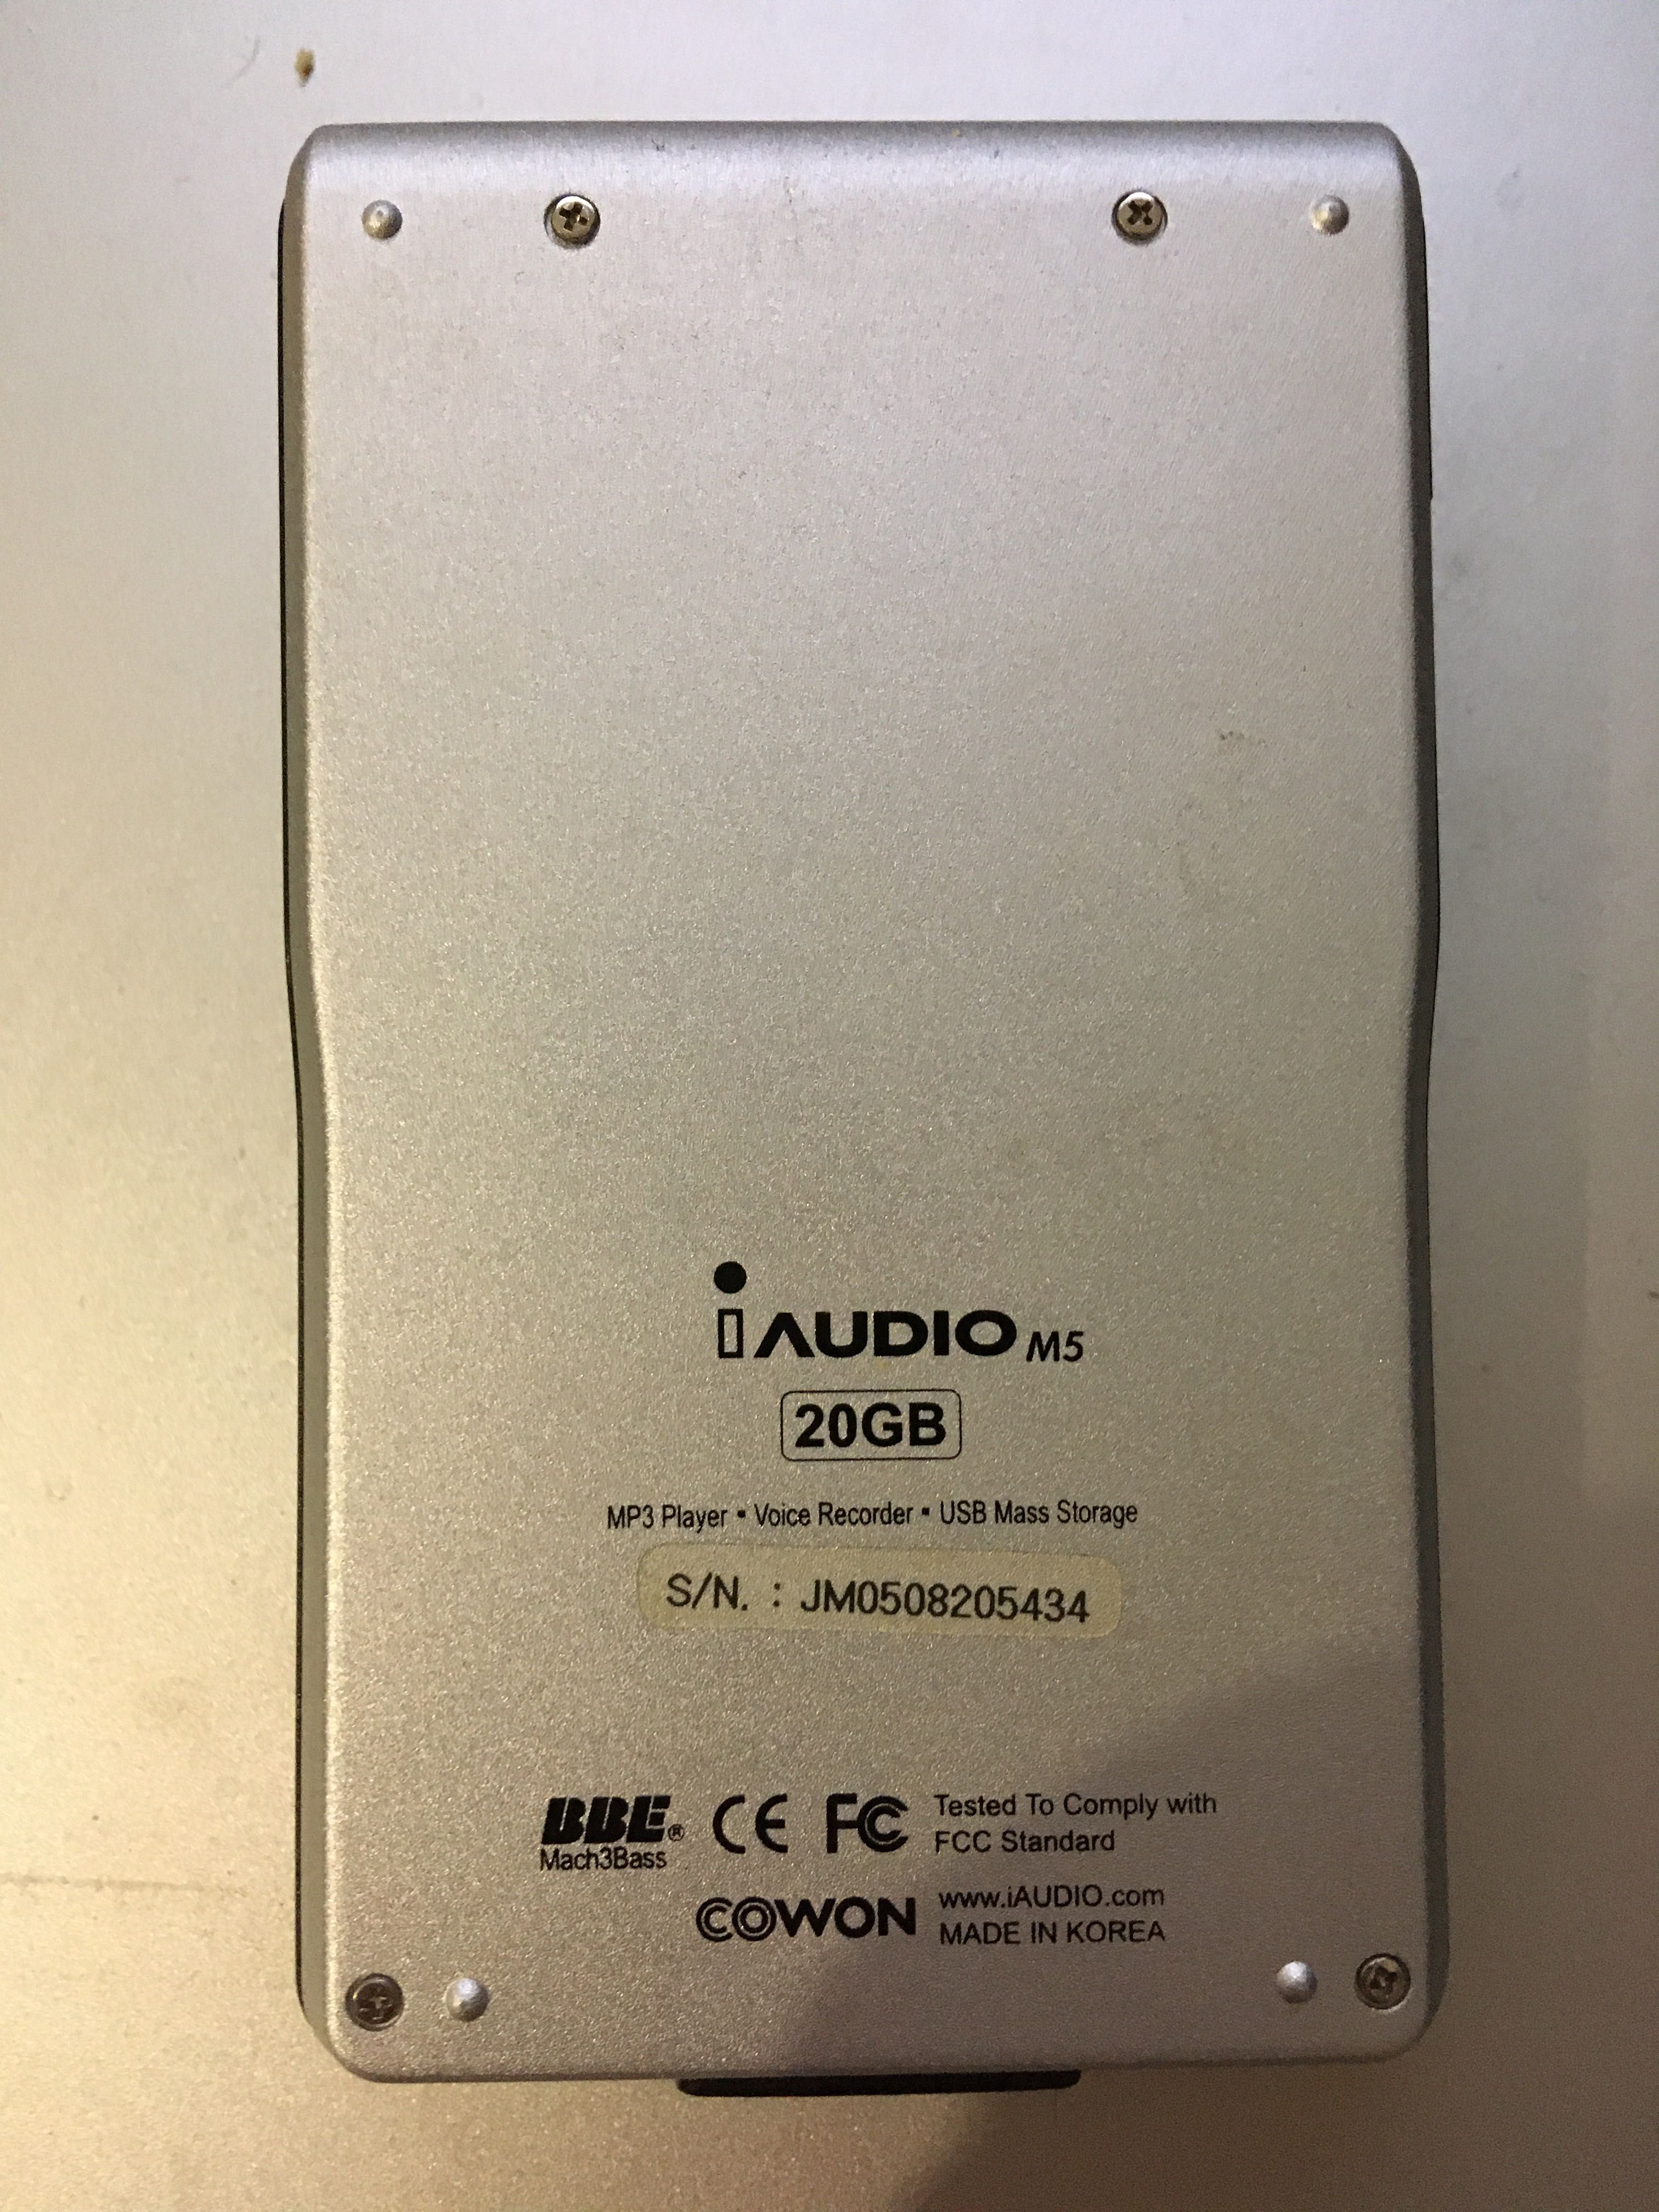 iAUDIO M5
20GB
MP3 Player ▪ Voice Recorder ▪ USB Mass Storage
S/N. : JM0508205434
BBE® CE FC Tested To Comply with
Mach3Bass FCC Standard
COWON www.iAUDIO.com
MADE IN KOREA